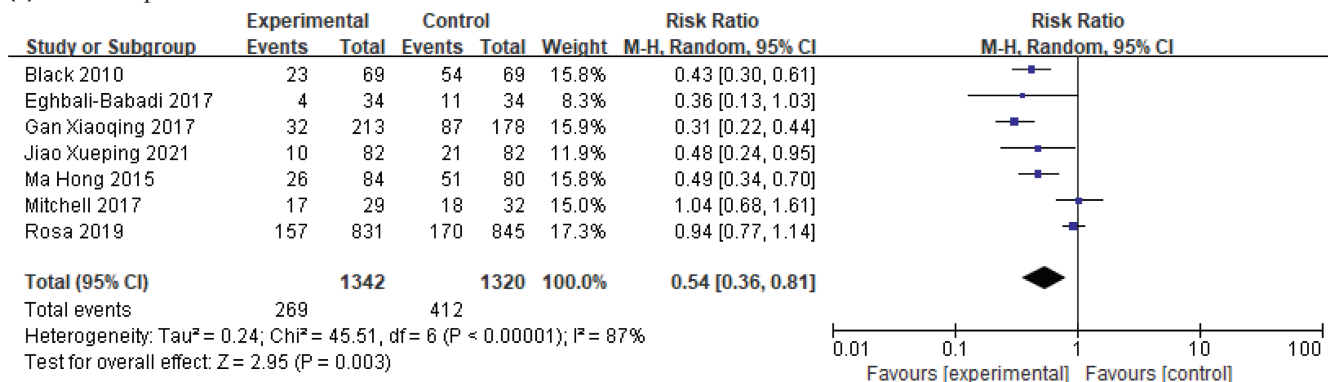 Experimental Control Risk Ratio Risk Ratio
Study or Subgroup Events Total Events Total Weight M-H, Random, 95% CI M-H, Random, 95% CI
Black 2010 23 69 54 69 15.8% 0.43 [0.30, 0.61]
Eghbali-Babadi 2017 4 34 11 34 8.3% 0.36 [0.13, 1.03]
Gan Xiaoqing 2017 32 213 87 178 15.9% 0.31 [0.22, 0.44]
Jiao Xueping 2021 10 82 21 82 11.9% 0.48 [0.24, 0.95]
Ma Hong 2015 26 84 51 80 15.8% 0.49 [0.34, 0.70]
Mitchell 2017 17 29 18 32 15.0% 1.04 [0.68, 1.61]
Rosa 2019 157 831 170 845 17.3% 0.94 [0.77, 1.14]
Total (95% CI) 1342 1320 100.0% 0.54 [0.36, 0.81]
Total events 269 412
Heterogeneity: Tau² = 0.24; Chi² = 45.51, df = 6 (P < 0.00001); I² = 87%
Test for overall effect: Z = 2.95 (P = 0.003)
0.01 0.1 1 10 100
Favours [experimental] Favours [control]